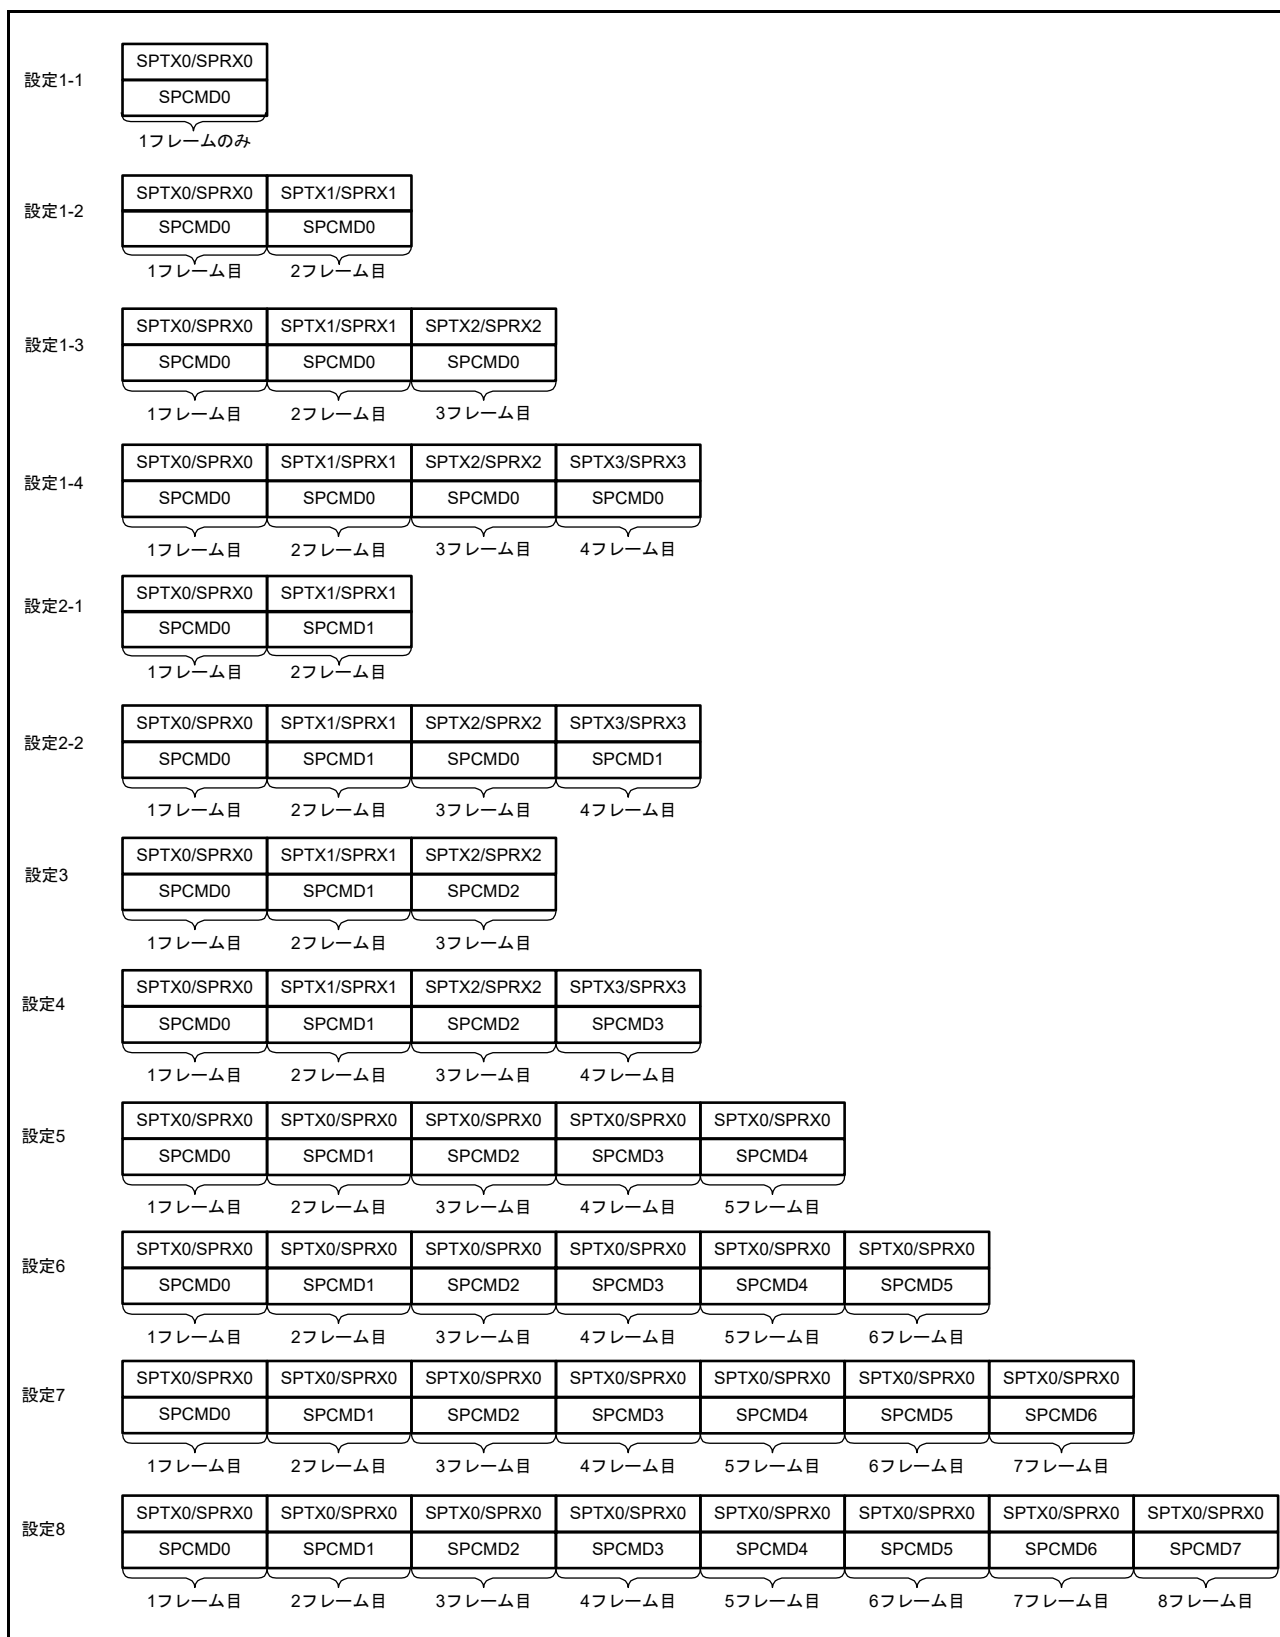 設定1-1
SPTX0/SPRX0
SPCMD0
1フレームのみ
設定1-2
SPTX0/SPRX0 SPTX1/SPRX1
SPCMD0 SPCMD0
1フレーム目 2フレーム目
設定1-3
SPTX0/SPRX0 SPTX1/SPRX1 SPTX2/SPRX2
SPCMD0 SPCMD0 SPCMD0
1フレーム目 2フレーム目 3フレーム目
設定1-4
SPTX0/SPRX0 SPTX1/SPRX1 SPTX2/SPRX2 SPTX3/SPRX3
SPCMD0 SPCMD0 SPCMD0 SPCMD0
1フレーム目 2フレーム目 3フレーム目 4フレーム目
設定2-1
SPTX0/SPRX0 SPTX1/SPRX1
SPCMD0 SPCMD1
1フレーム目 2フレーム目
設定2-2
SPTX0/SPRX0 SPTX1/SPRX1 SPTX2/SPRX2 SPTX3/SPRX3
SPCMD0 SPCMD1 SPCMD0 SPCMD1
1フレーム目 2フレーム目 3フレーム目 4フレーム目
設定3
SPTX0/SPRX0 SPTX1/SPRX1 SPTX2/SPRX2
SPCMD0 SPCMD1 SPCMD2
1フレーム目 2フレーム目 3フレーム目
設定4
SPTX0/SPRX0 SPTX1/SPRX1 SPTX2/SPRX2 SPTX3/SPRX3
SPCMD0 SPCMD1 SPCMD2 SPCMD3
1フレーム目 2フレーム目 3フレーム目 4フレーム目
設定5
SPTX0/SPRX0 SPTX0/SPRX0 SPTX0/SPRX0 SPTX0/SPRX0 SPTX0/SPRX0
SPCMD0 SPCMD1 SPCMD2 SPCMD3 SPCMD4
1フレーム目 2フレーム目 3フレーム目 4フレーム目 5フレーム目
設定6
SPTX0/SPRX0 SPTX0/SPRX0 SPTX0/SPRX0 SPTX0/SPRX0 SPTX0/SPRX0 SPTX0/SPRX0
SPCMD0 SPCMD1 SPCMD2 SPCMD3 SPCMD4 SPCMD5
1フレーム目 2フレーム目 3フレーム目 4フレーム目 5フレーム目 6フレーム目
設定7
SPTX0/SPRX0 SPTX0/SPRX0 SPTX0/SPRX0 SPTX0/SPRX0 SPTX0/SPRX0 SPTX0/SPRX0 SPTX0/SPRX0
SPCMD0 SPCMD1 SPCMD2 SPCMD3 SPCMD4 SPCMD5 SPCMD6
1フレーム目 2フレーム目 3フレーム目 4フレーム目 5フレーム目 6フレーム目 7フレーム目
設定8
SPTX0/SPRX0 SPTX0/SPRX0 SPTX0/SPRX0 SPTX0/SPRX0 SPTX0/SPRX0 SPTX0/SPRX0 SPTX0/SPRX0 SPTX0/SPRX0
SPCMD0 SPCMD1 SPCMD2 SPCMD3 SPCMD4 SPCMD5 SPCMD6 SPCMD7
1フレーム目 2フレーム目 3フレーム目 4フレーム目 5フレーム目 6フレーム目 7フレーム目 8フレーム目